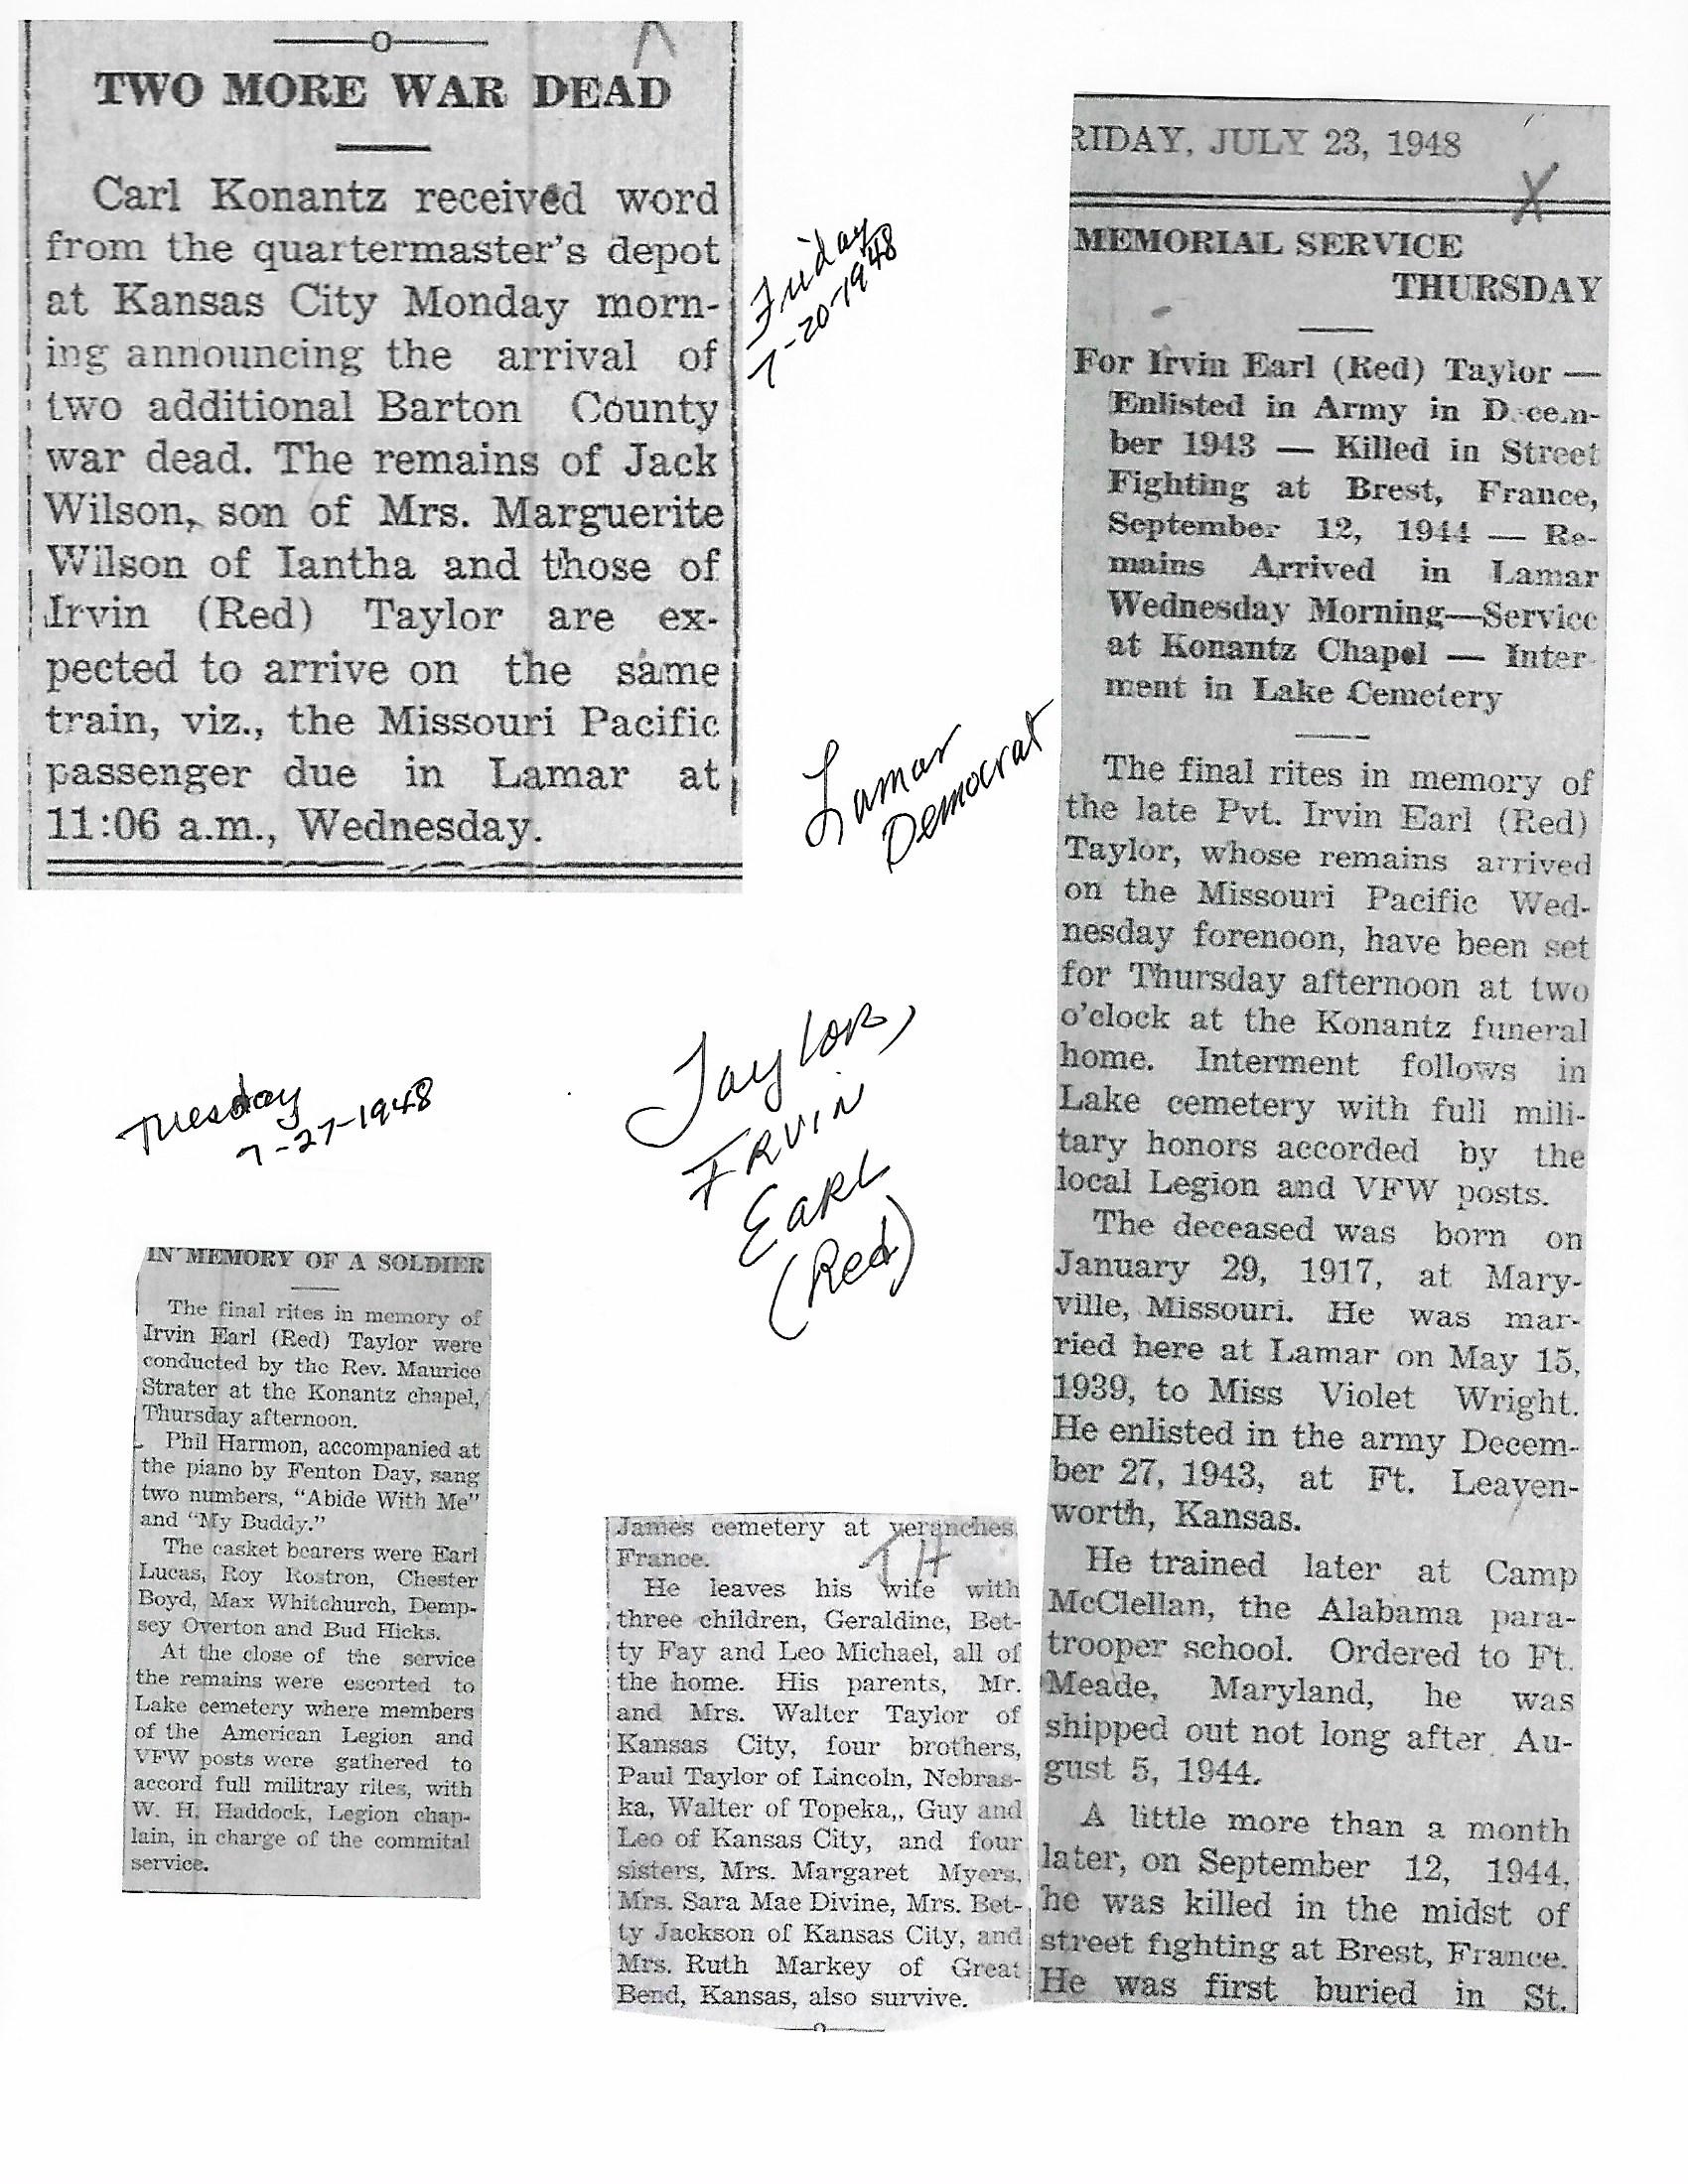 TWO MORE WAR DEAD
Carl Konantz received word
from the quartermaster's depot
at Kansas City Monday morn-
ing announcing the arrival of
two additional Barton County
war dead. The remains of Jack
Wilson, son of Mrs. Marguerite
Wilson of Iantha and those of
Irvin (Red) Taylor are ex-
pected to arrive on the same
train, viz., the Missouri Pacific
passenger due in Lamar at
11:06 a.m., Wednesday.
Friday
7-20-1948
Lamar
Democrat
Taylor,
IRVIN
EARL
(Red)
Tuesday
7-27-1948
IN MEMORY OF A SOLDIER
The final rites in memory of
Irvin Earl (Red) Taylor were
conducted by the Rev. Maurice
Strater at the Konantz chapel,
Thursday afternoon.
Phil Harmon, accompanied at
the piano by Fenton Day, sang
two numbers, "Abide With Me"
and "My Buddy."
The casket bearers were Earl
Lucas, Roy Rostron, Chester
Boyd, Max Whitchurch, Demp-
sey Overton and Bud Hicks.
At the close of the service
the remains were escorted to
Lake cemetery where members
of the American Legion and
VFW posts were gathered to
accord full militray rites, with
W. H. Haddock, Legion chap-
lain, in charge of the commital
service.
RIDAY, JULY 23, 1948
X
MEMORIAL SERVICE
THURSDAY
For Irvin Earl (Red) Taylor —
Enlisted in Army in Decem-
ber 1943 — Killed in Street
Fighting at Brest, France,
September 12, 1944 — Re-
mains Arrived in Lamar
Wednesday Morning—Service
at Konantz Chapel — Inter-
ment in Lake Cemetery
The final rites in memory of
the late Pvt. Irvin Earl (Red)
Taylor, whose remains arrived
on the Missouri Pacific Wed-
nesday forenoon, have been set
for Thursday afternoon at two
o'clock at the Konantz funeral
home. Interment follows in
Lake cemetery with full mili-
tary honors accorded by the
local Legion and VFW posts.
The deceased was born on
January 29, 1917, at Mary-
ville, Missouri. He was mar-
ried here at Lamar on May 15,
1939, to Miss Violet Wright.
He enlisted in the army Decem-
ber 27, 1943, at Ft. Leaven-
worth, Kansas.
He trained later at Camp
McClellan, the Alabama para-
trooper school. Ordered to Ft.
Meade, Maryland, he was
shipped out not long after Au-
gust 5, 1944.
A little more than a month
later, on September 12, 1944,
he was killed in the midst of
street fighting at Brest, France.
He was first buried in St.
James cemetery at
France.
TH
He leaves his wife with
three children, Geraldine, Bet-
ty Fay and Leo Michael, all of
the home. His parents, Mr.
and Mrs. Walter Taylor of
Kansas City, four brothers,
Paul Taylor of Lincoln, Nebras-
ka, Walter of Topeka,, Guy and
Leo of Kansas City, and four
sisters, Mrs. Margaret Myers,
Mrs. Sara Mae Divine, Mrs. Bet-
ty Jackson of Kansas City, and
Mrs. Ruth Markey of Great
Bend, Kansas, also survive.